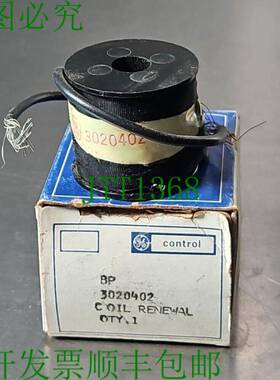 图必究
3020402
JTT1368
GE control
BP
3020402
COIL RENEWAL
QTY.1
开发票顺丰包邮